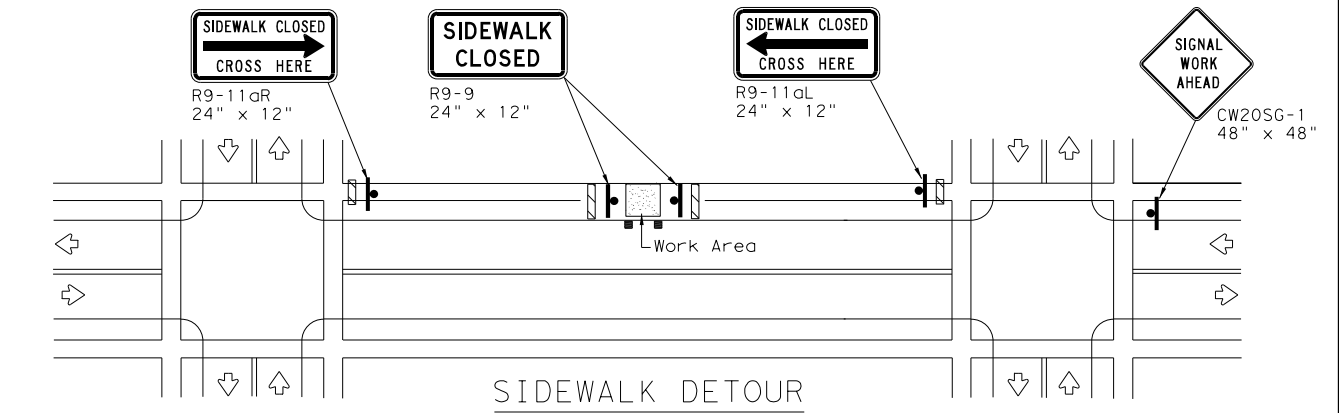 SIDEWALK CLOSED
CROSS HERE
R9-11aR
24" x 12"
SIDEWALK
CLOSED
R9-9
24" x 12"
SIDEWALK CLOSED
CROSS HERE
R9-11aL
24" x 12"
SIGNAL
WORK
AHEAD
CW20SG-1
48" x 48"
Work Area
SIDEWALK DETOUR